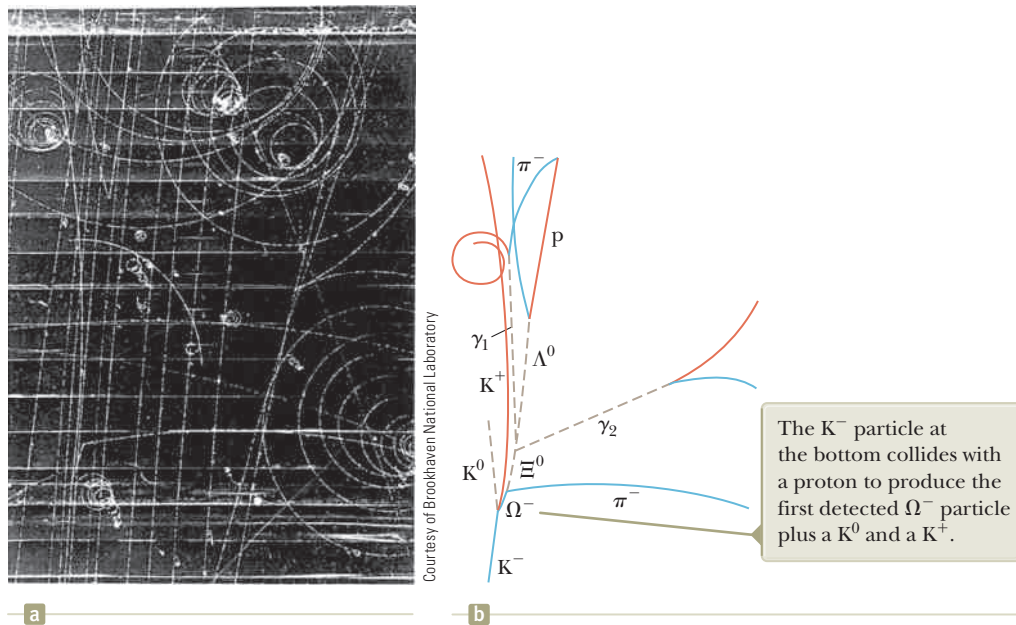 Courtesy of Brookhaven National Laboratory
π⁻
p
γ₁
Λ⁰
K⁺
γ₂
K⁰
Ξ⁰
Ω⁻
π⁻
K⁻
The K⁻ particle at
the bottom collides with
a proton to produce the
first detected Ω⁻ particle
plus a K⁰ and a K⁺.
a
b